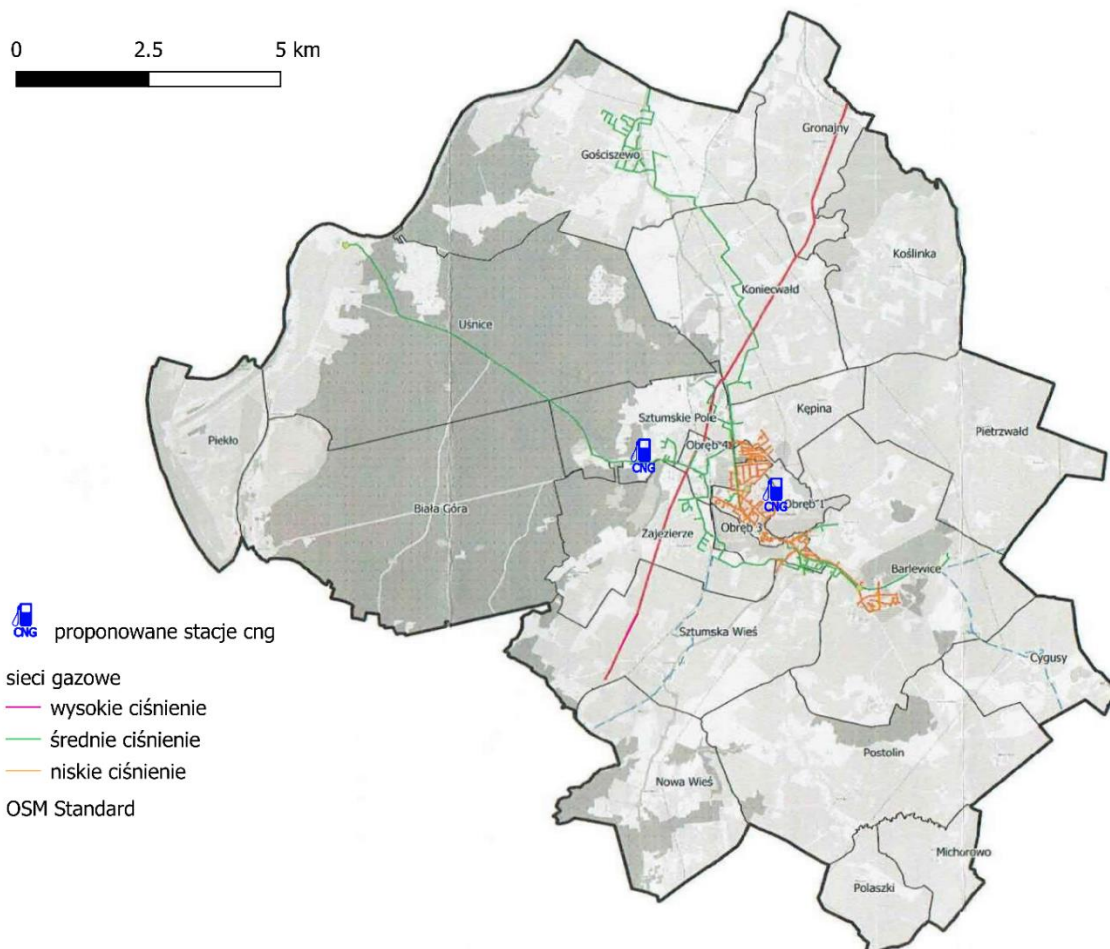 0 2.5 5 km
Gronajny
Gościszewo
Koślinka
Koniecwałd
Uśnice
Kępina
Sztumskie Pole
Pietrzwałd
Piekło
Obręb 4
CNG
CNG
Obręb 1
Biała Góra
Obręb 3
Zajezierze
Barlewice
CNG proponowane stacje cng
Sztumska Wieś
Cygusy
sieci gazowe
wysokie ciśnienie
średnie ciśnienie
Postolin
niskie ciśnienie
Nowa Wieś
OSM Standard
Michorowo
Polaszki